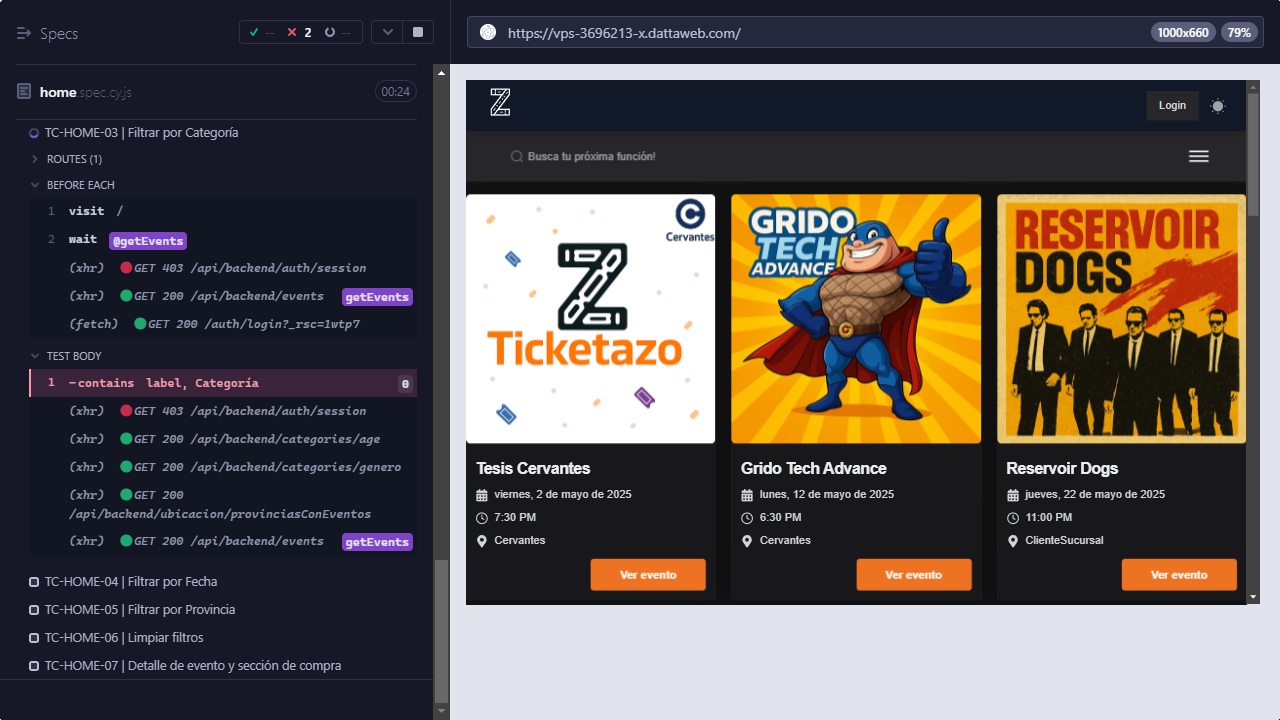 Specs
-- 2 --
home.spec.cy.js
00:24
TC-HOME-03 | Filtrar por Categoría
ROUTES (1)
BEFORE EACH
1 visit /
2 wait @getEvents
(xhr) GET 403 /api/backend/auth/session
(xhr) GET 200 /api/backend/events getEvents
(fetch) GET 200 /auth/login?_rsc=1wtp7
TEST BODY
1 -contains label, Categoría 0
(xhr) GET 403 /api/backend/auth/session
(xhr) GET 200 /api/backend/categories/age
(xhr) GET 200 /api/backend/categories/genero
(xhr) GET 200
/api/backend/ubicacion/provinciasConEventos
(xhr) GET 200 /api/backend/events getEvents
TC-HOME-04 | Filtrar por Fecha
TC-HOME-05 | Filtrar por Provincia
TC-HOME-06 | Limpiar filtros
TC-HOME-07 | Detalle de evento y sección de compra
https://vps-3696213-x.dattaweb.com/
1000x660 79%
Login
Busca tu próxima función!
C
Cervantes
Ticketazo
Tesis Cervantes
viernes, 2 de mayo de 2025
7:30 PM
Cervantes
Ver evento
GRIDO
TECH
ADVANCE
G
Grido Tech Advance
lunes, 12 de mayo de 2025
6:30 PM
Cervantes
Ver evento
RESERVOIR
DOGS
Reservoir Dogs
jueves, 22 de mayo de 2025
11:00 PM
ClienteSucursal
Ver evento